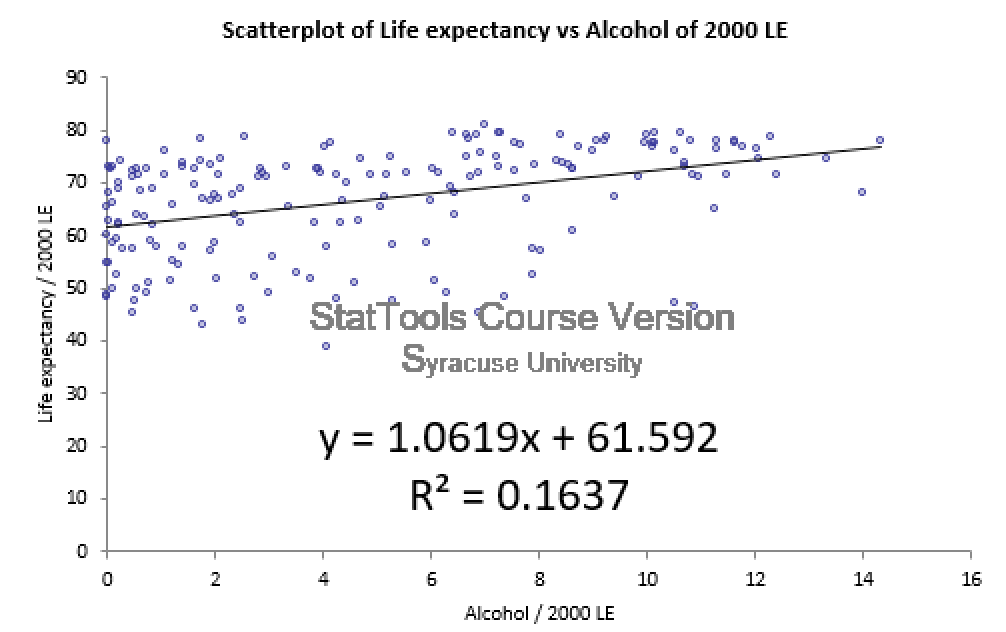 Scatterplot of Life expectancy vs Alcohol of 2000 LE
90
80
70
60
50
40
30
20
10
0
Life expectancy / 2000 LE
StatTools Course Version
Syracuse University
y = 1.0619x + 61.592
R² = 0.1637
0 2 4 6 8 10 12 14 16
Alcohol / 2000 LE